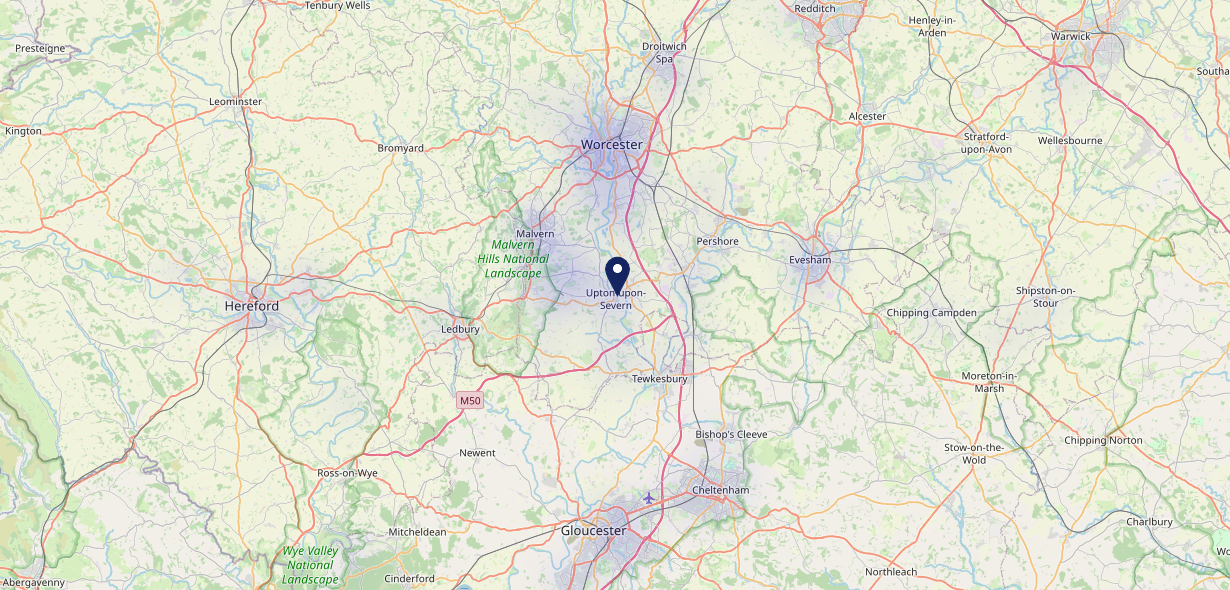 Tenbury Wells
Redditch
Henley-in-
Arden
Presteigne
Droitwich
Spa
Warwick
Southa
Leominster
Kington
Alcester
Bromyard
Worcester
Stratford-
upon-Avon
Wellesbourne
Malvern
Malvern
Hills National
Landscape
Pershore
Evesham
Hereford
Upton-upon-
Severn
Shipston-on-
Stour
Chipping Campden
Ledbury
Tewkesbury
Moreton-in-
Marsh
M50
Bishop's Cleeve
Chipping Norton
Newent
Stow-on-the-
Wold
Ross-on-Wye
Cheltenham
Mitcheldean
Gloucester
Charlbury
Wye Valley
National
Landscape
Wo
Abergavenny
Cinderford
Northleach